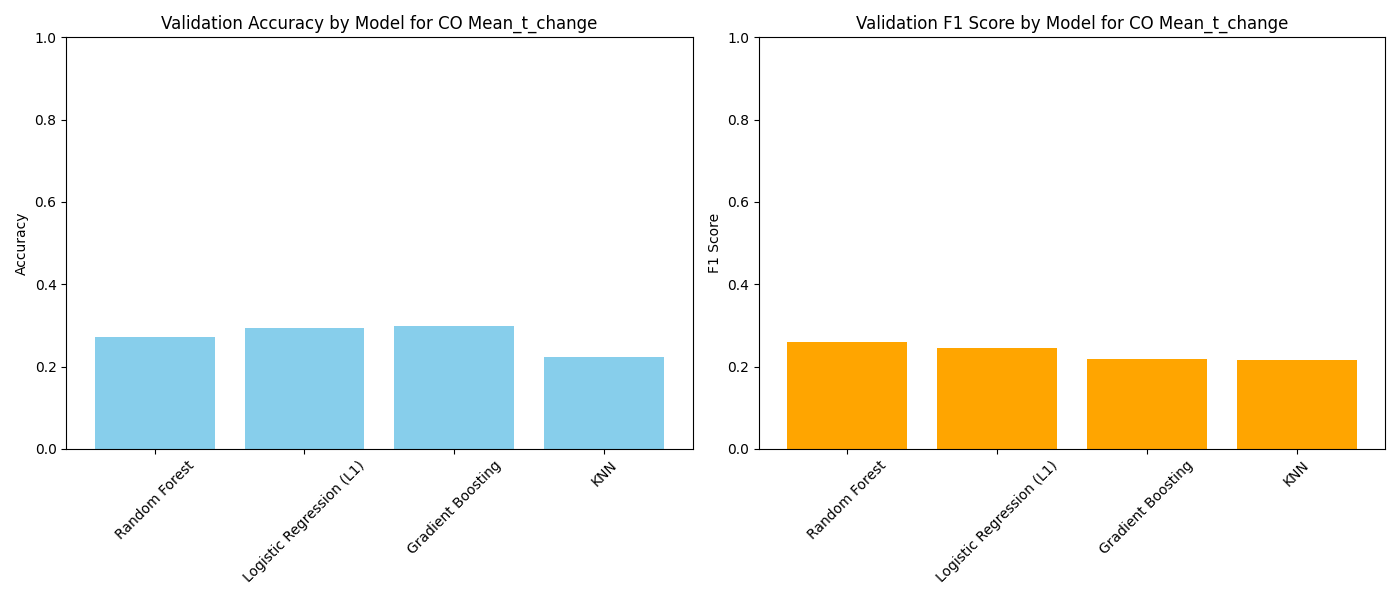 Validation Accuracy by Model for CO Mean_t_change
1.0
0.8
0.6
0.4
0.2
0.0
Accuracy
Random Forest
Logistic Regression (L1)
Gradient Boosting
KNN
Validation F1 Score by Model for CO Mean_t_change
1.0
0.8
0.6
0.4
0.2
0.0
F1 Score
Random Forest
Logistic Regression (L1)
Gradient Boosting
KNN